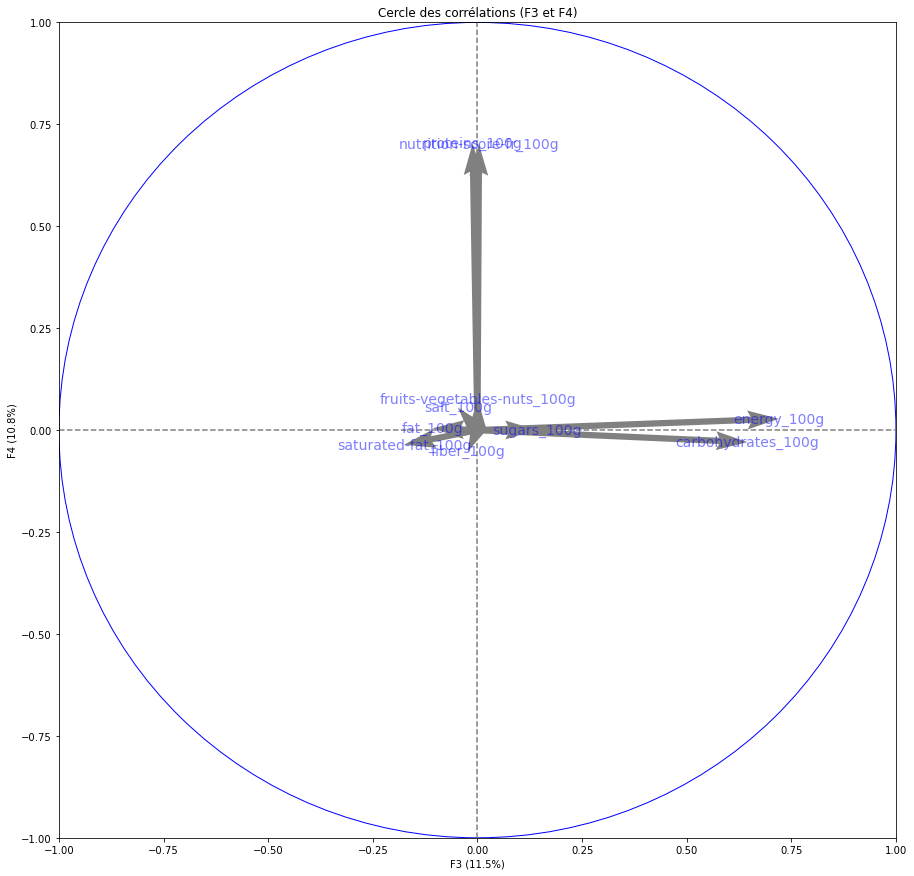 Cercle des corrélations (F3 et F4)
1.00
0.75
proteins_100g
nutrition-score-fr_100g
0.50
0.25
fruits-vegetables-nuts_100g
salt_100g
energy_100g
0.00
fat_100g
sugars_100g
carbohydrates_100g
saturated-fat_100g
fiber_100g
F4 (10.8%)
−0.25
−0.50
−0.75
−1.00
−1.00 −0.75 −0.50 −0.25 0.00 0.25 0.50 0.75 1.00
F3 (11.5%)